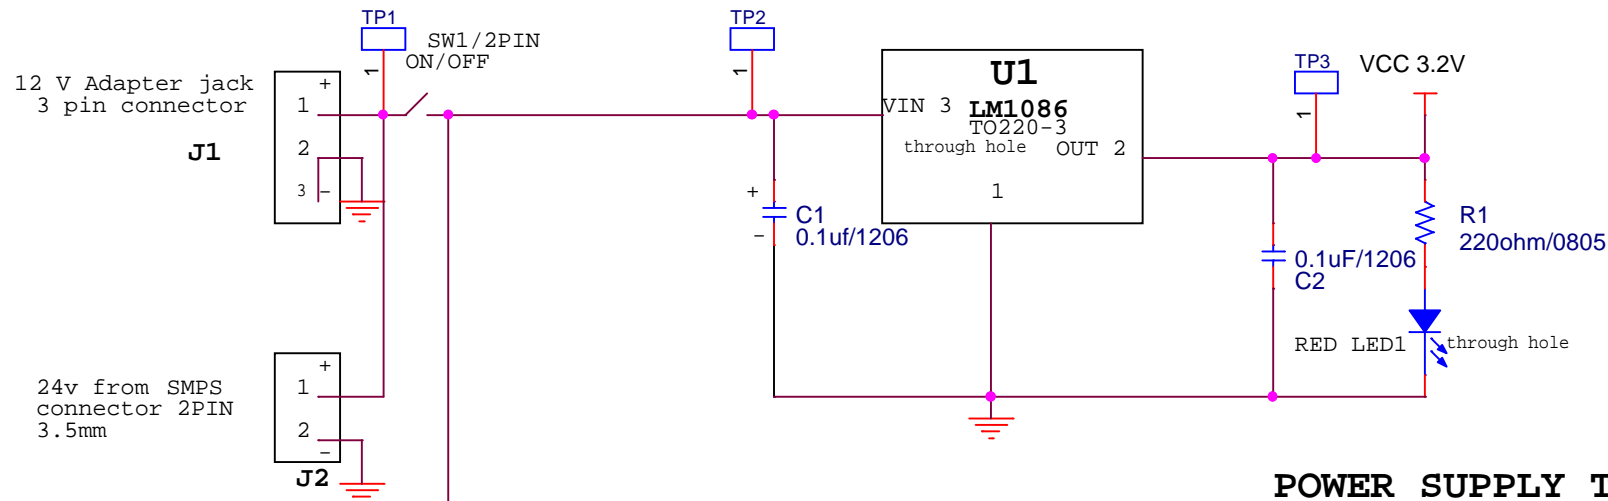 TP1
SW1/2PIN
ON/OFF
1
12 V Adapter jack
3 pin connector
J1
+
1
2
3 -
24v from SMPS
connector 2PIN
3.5mm
+
1
2
-
J2
TP2
1
+
-
C1
0.1uf/1206
U1
VIN 3
LM1086
TO220-3
through hole
OUT 2
1
TP3
1
VCC 3.2V
0.1uF/1206
C2
R1
220ohm/0805
RED LED1
through hole
POWER SUPPLY T